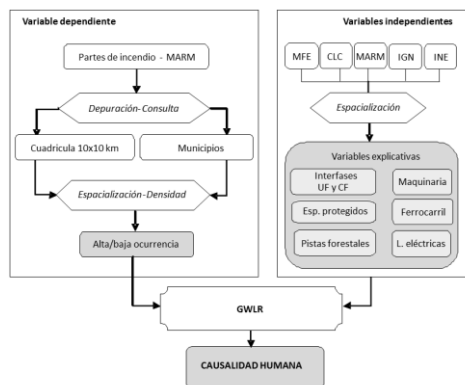 Variable dependiente
Partes de incendio - MARM
Depuración-Consulta
Cuadricula 10x10 km
Municipios
Espacialización-Densidad
Alta/baja ocurrencia
Variables independientes
MFE
CLC
MARM
IGN
INE
Espacialización
Variables explicativas
Interfases
UF y CF
Maquinaria
Esp. protegidos
Ferrocarril
Pistas forestales
L. eléctricas
GWLR
CAUSALIDAD HUMANA